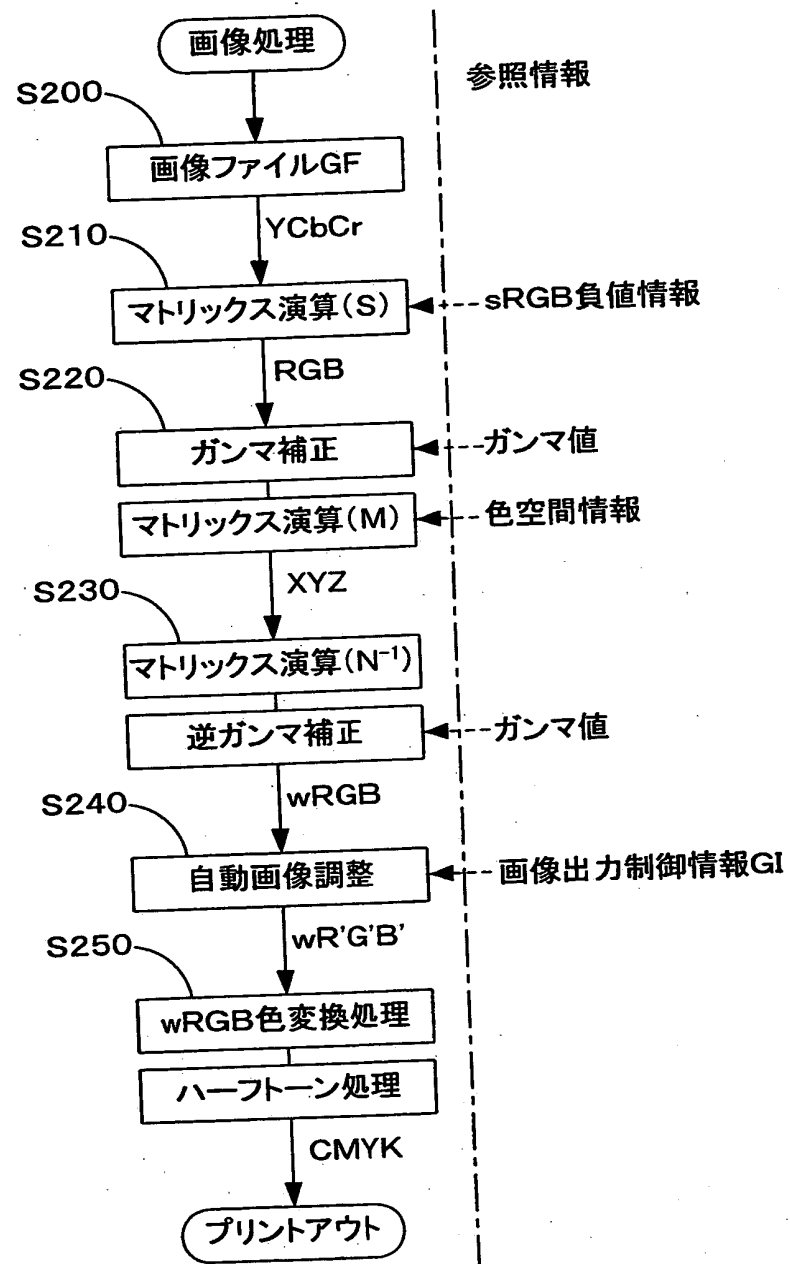 画像処理
参照情報
S200
画像ファイルGF
YCbCr
S210
マトリックス演算(S)
sRGB負値情報
RGB
S220
ガンマ補正
ガンマ値
マトリックス演算(M)
色空間情報
XYZ
S230
マトリックス演算(N⁻¹)
逆ガンマ補正
ガンマ値
wRGB
S240
自動画像調整
画像出力制御情報GI
wR'G'B'
S250
wRGB色変換処理
ハーフトーン処理
CMYK
プリントアウト